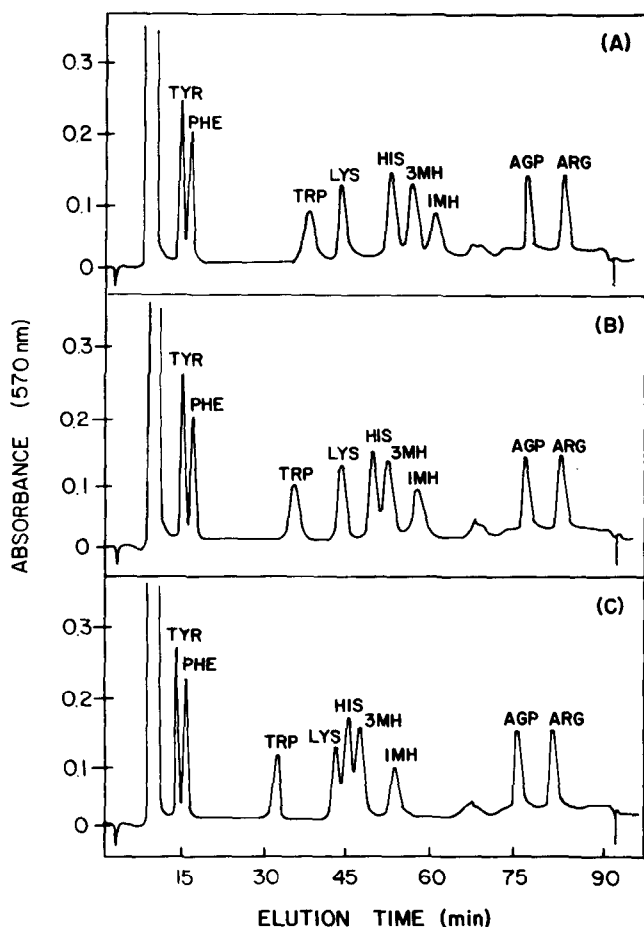 (A)
0.3
0.2
0.1
0
TYR
PHE
TRP
LYS
HIS
3MH
1MH
AGP
ARG
(B)
0.3
0.2
0.1
0
TYR
PHE
TRP
LYS
HIS
3MH
1MH
AGP
ARG
(C)
0.3
0.2
0.1
0
TYR
PHE
TRP
LYS
HIS
3MH
1MH
AGP
ARG
ABSORBANCE (570 nm)
15 30 45 60 75 90
ELUTION TIME (min)